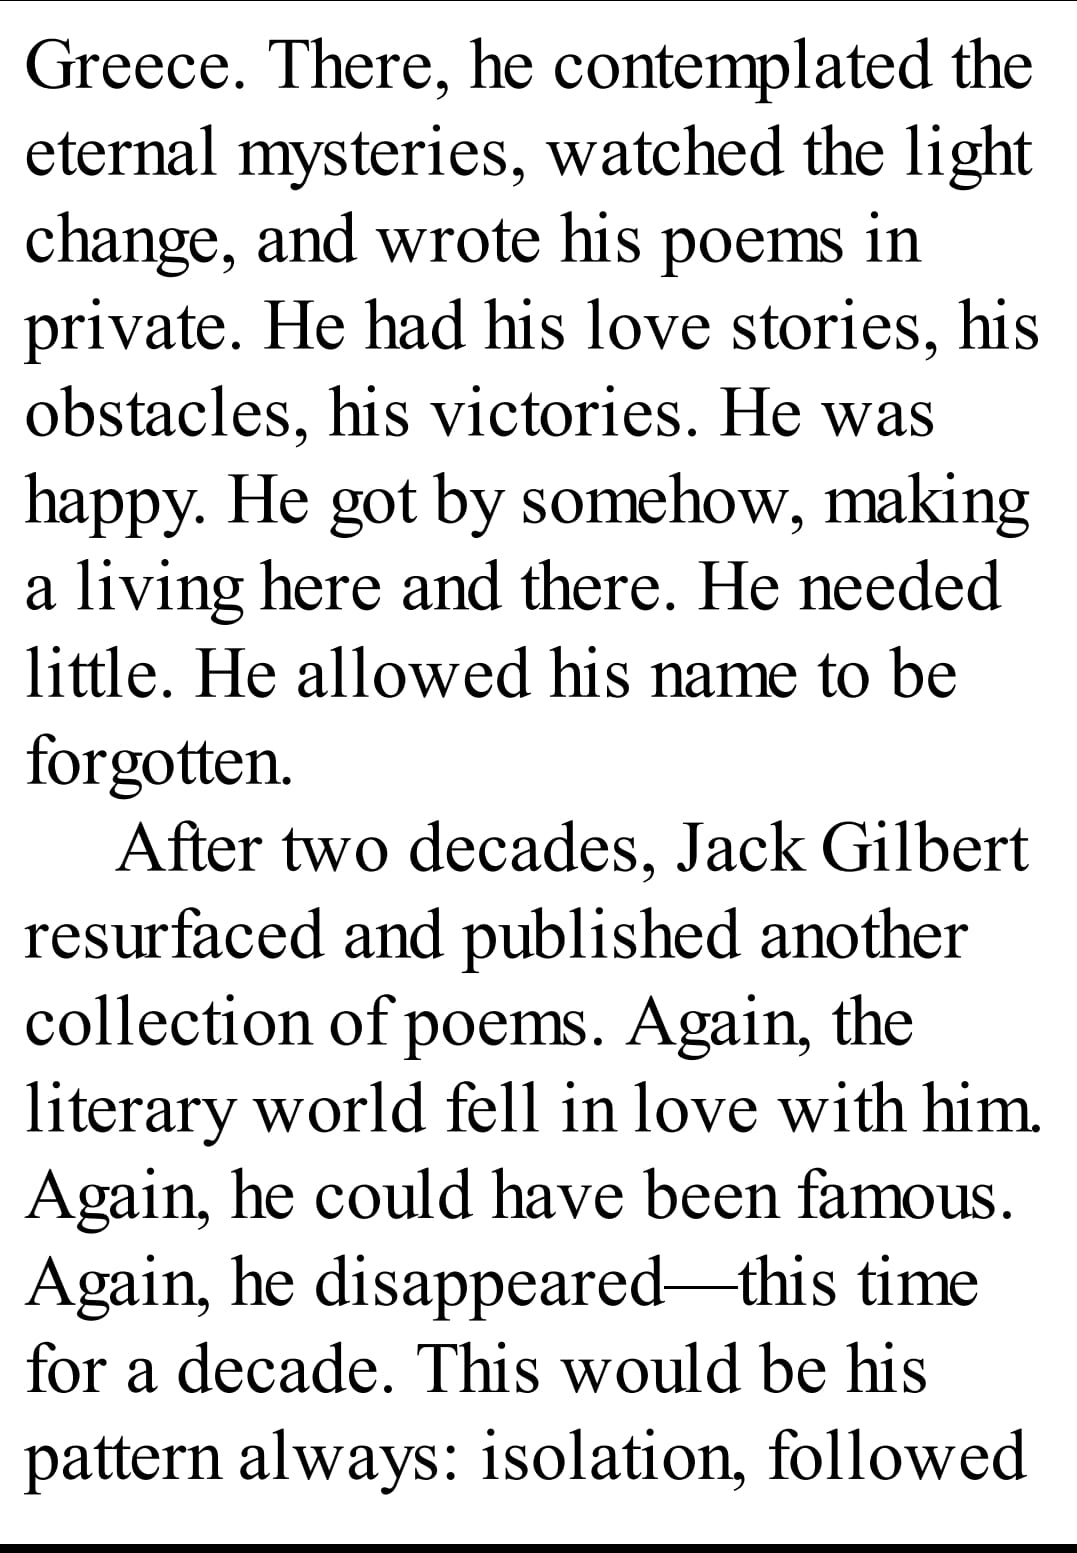 Greece. There, he contemplated the
eternal mysteries, watched the light
change, and wrote his poems in
private. He had his love stories, his
obstacles, his victories. He was
happy. He got by somehow, making
a living here and there. He needed
little. He allowed his name to be
forgotten.
After two decades, Jack Gilbert
resurfaced and published another
collection of poems. Again, the
literary world fell in love with him.
Again, he could have been famous.
Again, he disappeared—this time
for a decade. This would be his
pattern always: isolation, followed